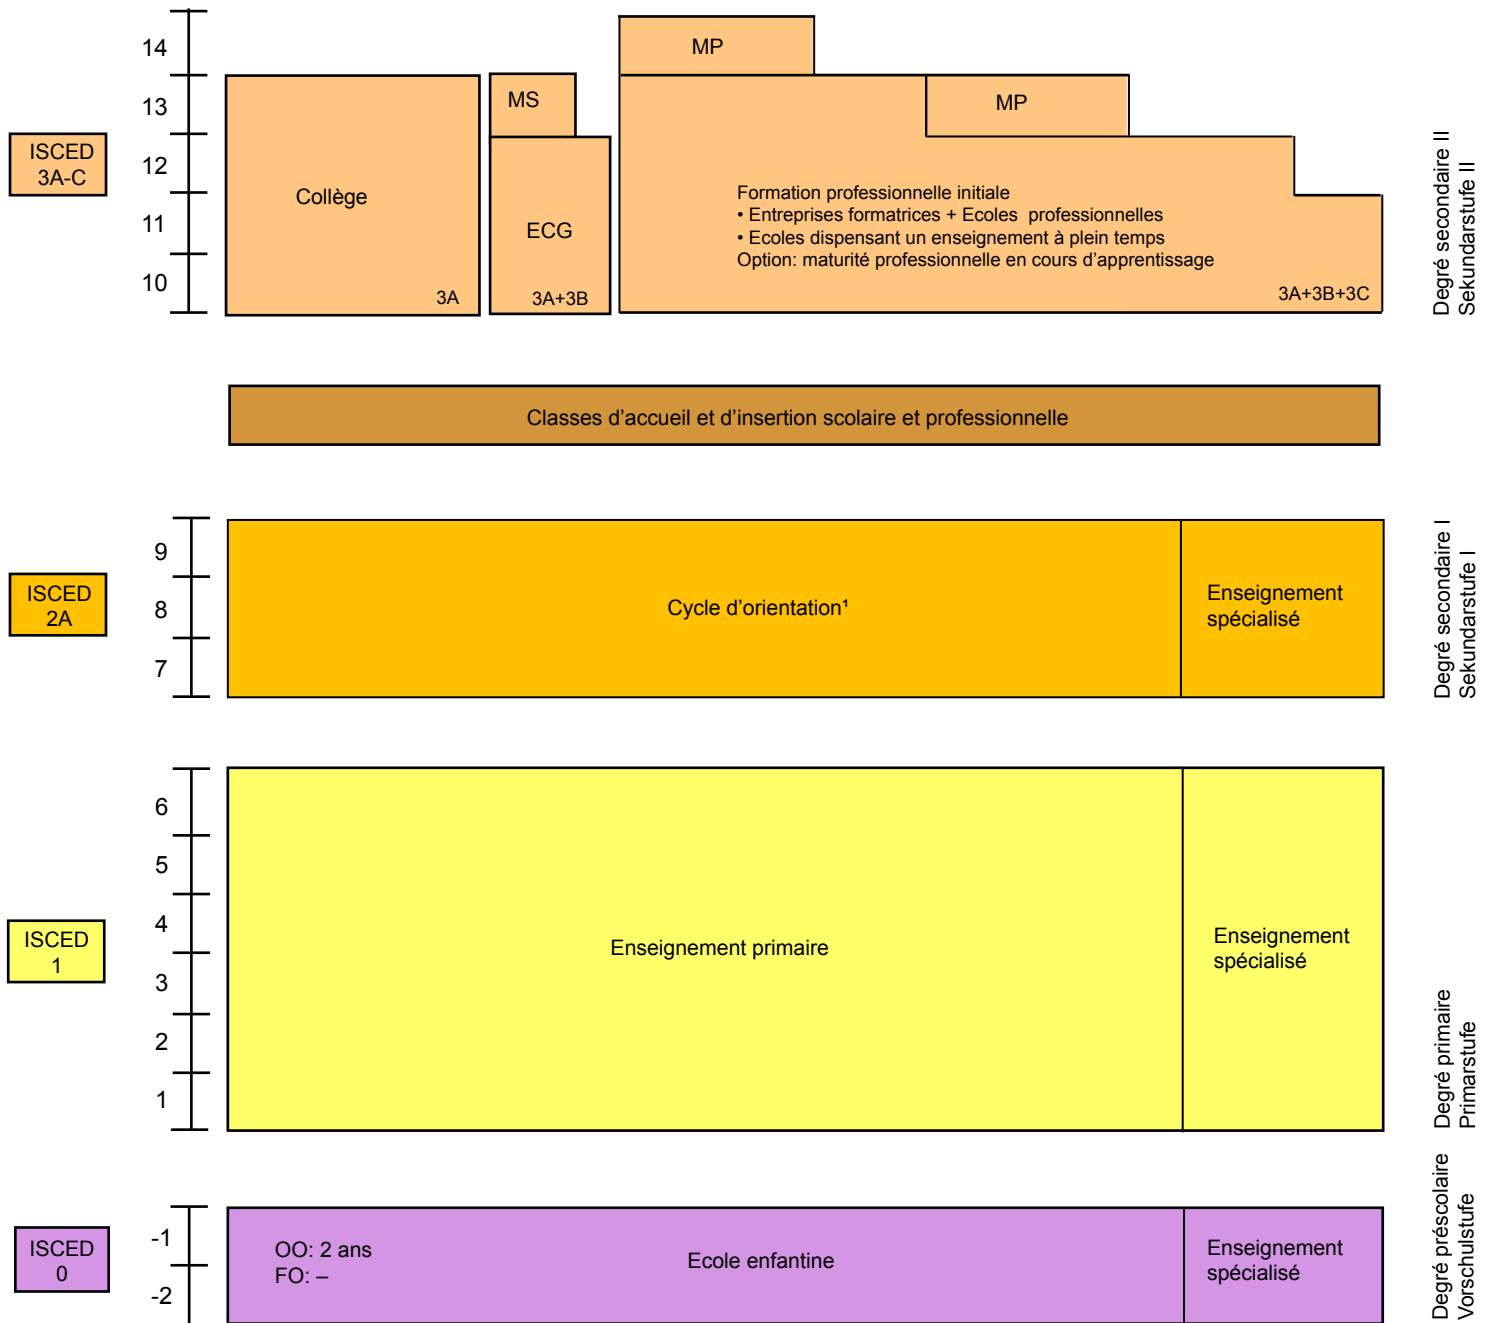 14
MP
13
MS
MP
ISCED
3A-C
12
11
10
Collège
3A
ECG
3A+3B
Formation professionnelle initiale
• Entreprises formatrices + Ecoles professionnelles
• Ecoles dispensant un enseignement à plein temps
Option: maturité professionnelle en cours d'apprentissage
3A+3B+3C
Degré secondaire II
Sekundarstufe II
Classes d'accueil et d'insertion scolaire et professionnelle
ISCED
2A
9
8
7
Cycle d'orientation¹
Enseignement
spécialisé
Degré secondaire I
Sekundarstufe I
ISCED
1
6
5
4
3
2
1
Enseignement primaire
Enseignement
spécialisé
Degré primaire
Primarstufe
ISCED
0
-1
-2
OO: 2 ans
FO: –
Ecole enfantine
Enseignement
spécialisé
Degré préscolaire
Vorschulstufe